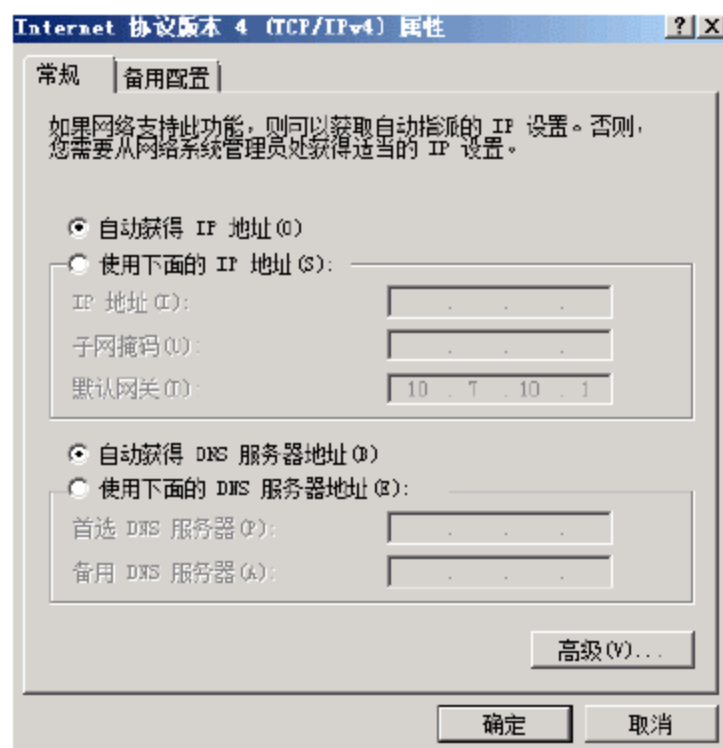 Internet 协议版本 4 (TCP/IPv4) 属性
常规 备用配置
如果网络支持此功能，则可以获取自动指派的 IP 设置。否则，
您需要从网络系统管理员处获得适当的 IP 设置。
自动获得 IP 地址(O)
使用下面的 IP 地址(S):
IP 地址(I):
子网掩码(U):
默认网关(T): 10 . 7 . 10 . 1
自动获得 DNS 服务器地址(B)
使用下面的 DNS 服务器地址(E):
首选 DNS 服务器(P):
备用 DNS 服务器(A):
高级(V)...
确定 取消